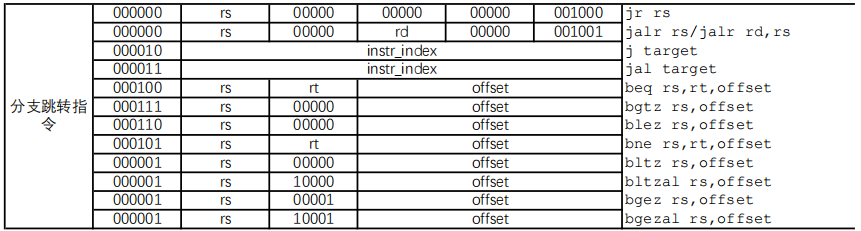 000000 rs 00000 00000 00000 001000 jr rs
000000 rs 00000 rd 00000 001001 jalr rs/jalr rd,rs
000010 instr_index j target
000011 instr_index jal target
000100 rs rt offset beq rs,rt,offset
分支跳转指令
000111 rs 00000 offset bgtz rs,offset
000110 rs 00000 offset blez rs,offset
000101 rs rt offset bne rs,rt,offset
000001 rs 00000 offset bltz rs,offset
000001 rs 10000 offset bltzal rs,offset
000001 rs 00001 offset bgez rs,offset
000001 rs 10001 offset bgezal rs,offset